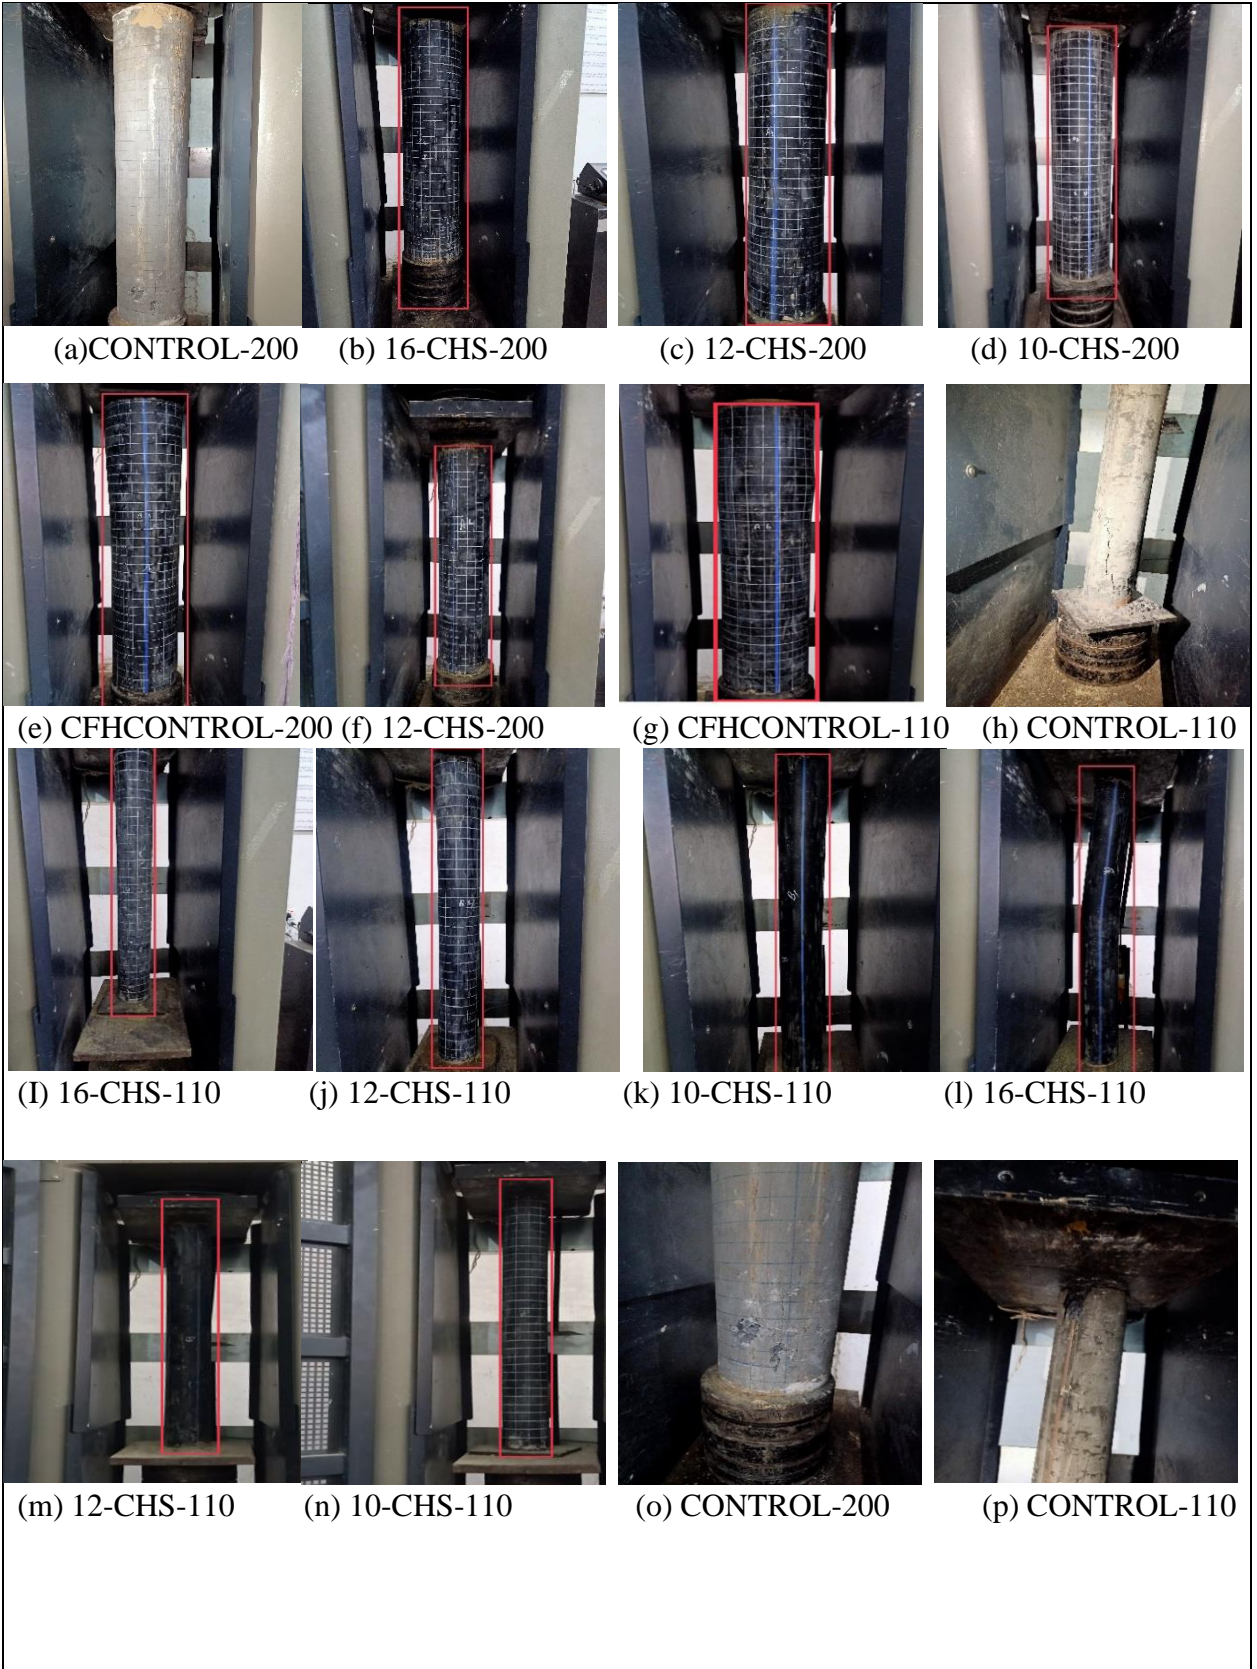 (a)CONTROL-200 (b) 16-CHS-200 (c) 12-CHS-200 (d) 10-CHS-200
(e) CFHCONTROL-200 (f) 12-CHS-200 (g) CFHCONTROL-110 (h) CONTROL-110
(I) 16-CHS-110 (j) 12-CHS-110 (k) 10-CHS-110 (l) 16-CHS-110
(m) 12-CHS-110 (n) 10-CHS-110 (o) CONTROL-200 (p) CONTROL-110